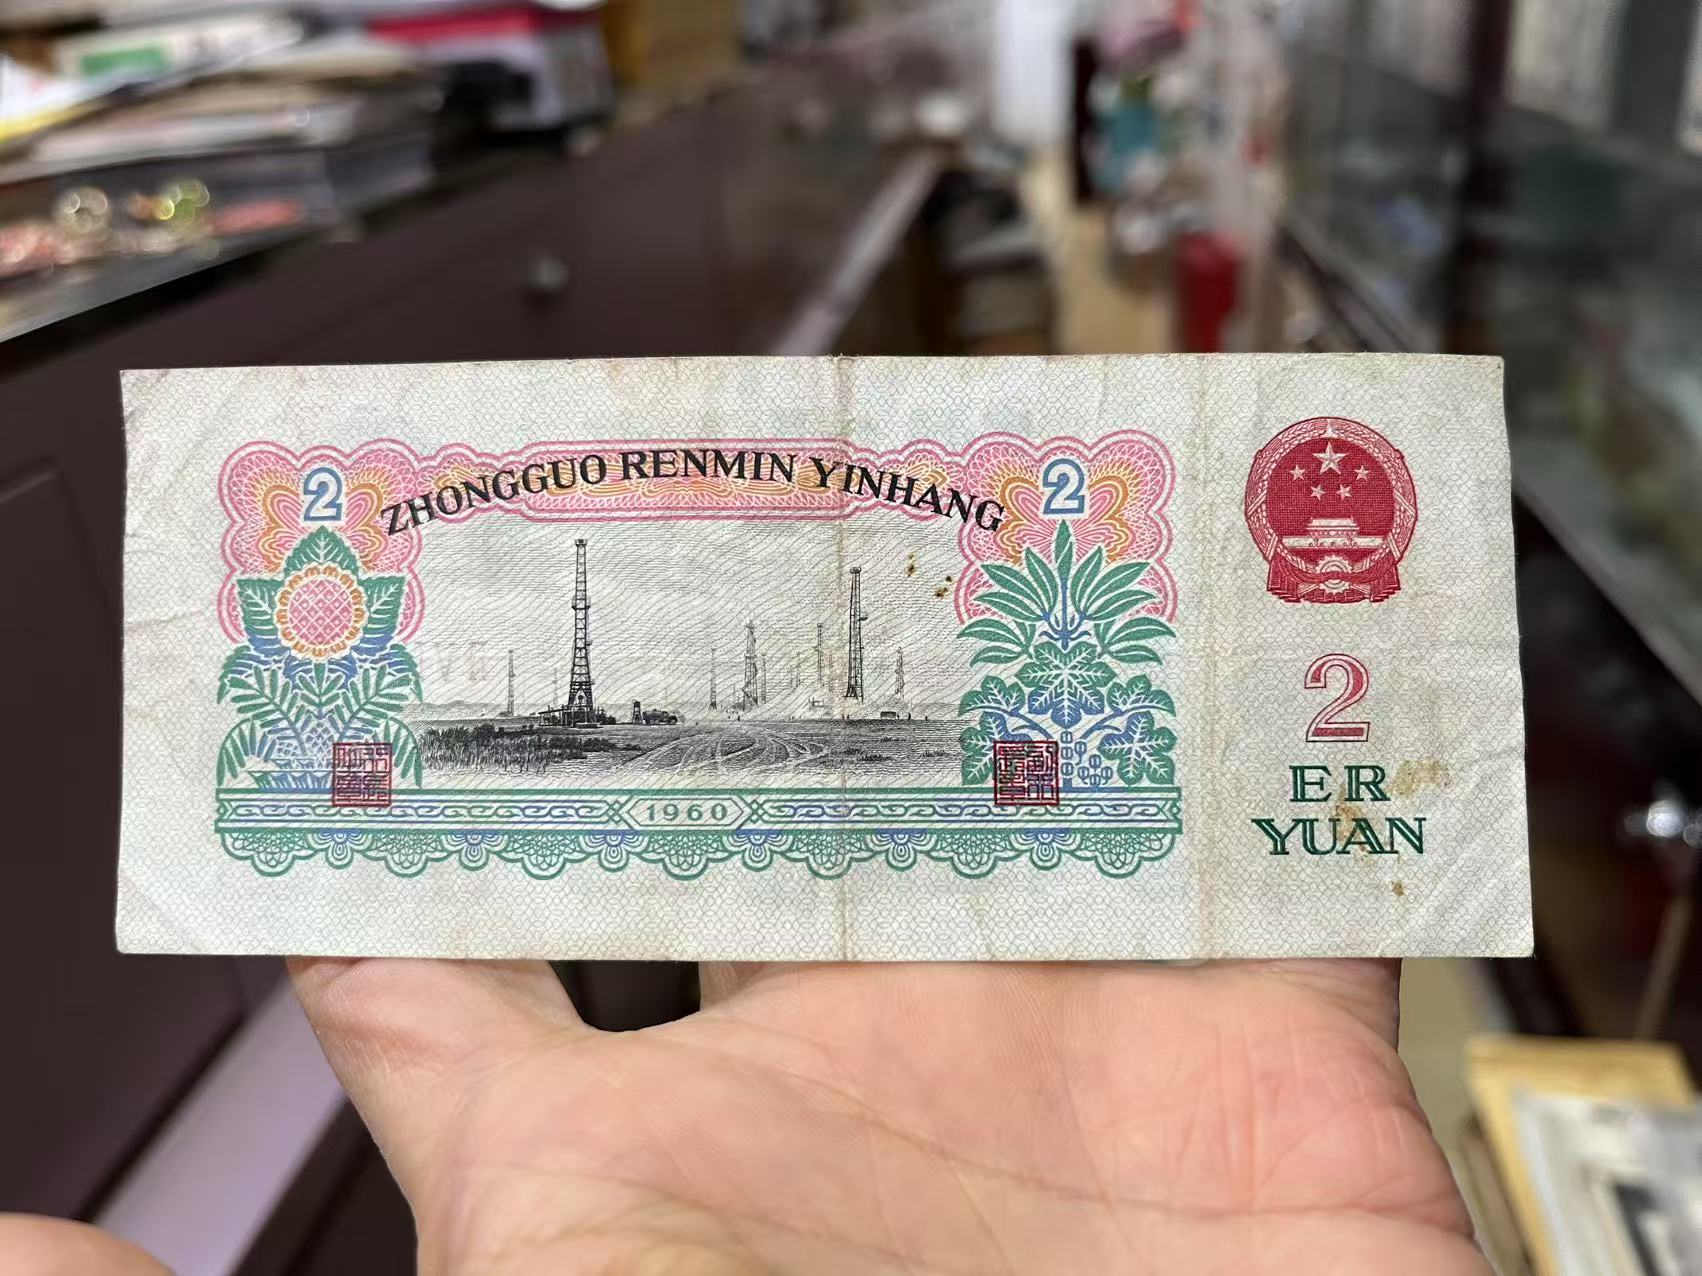 2
ZHONGGUO RENMIN YINHANG
2
1960
2
ER
YUAN